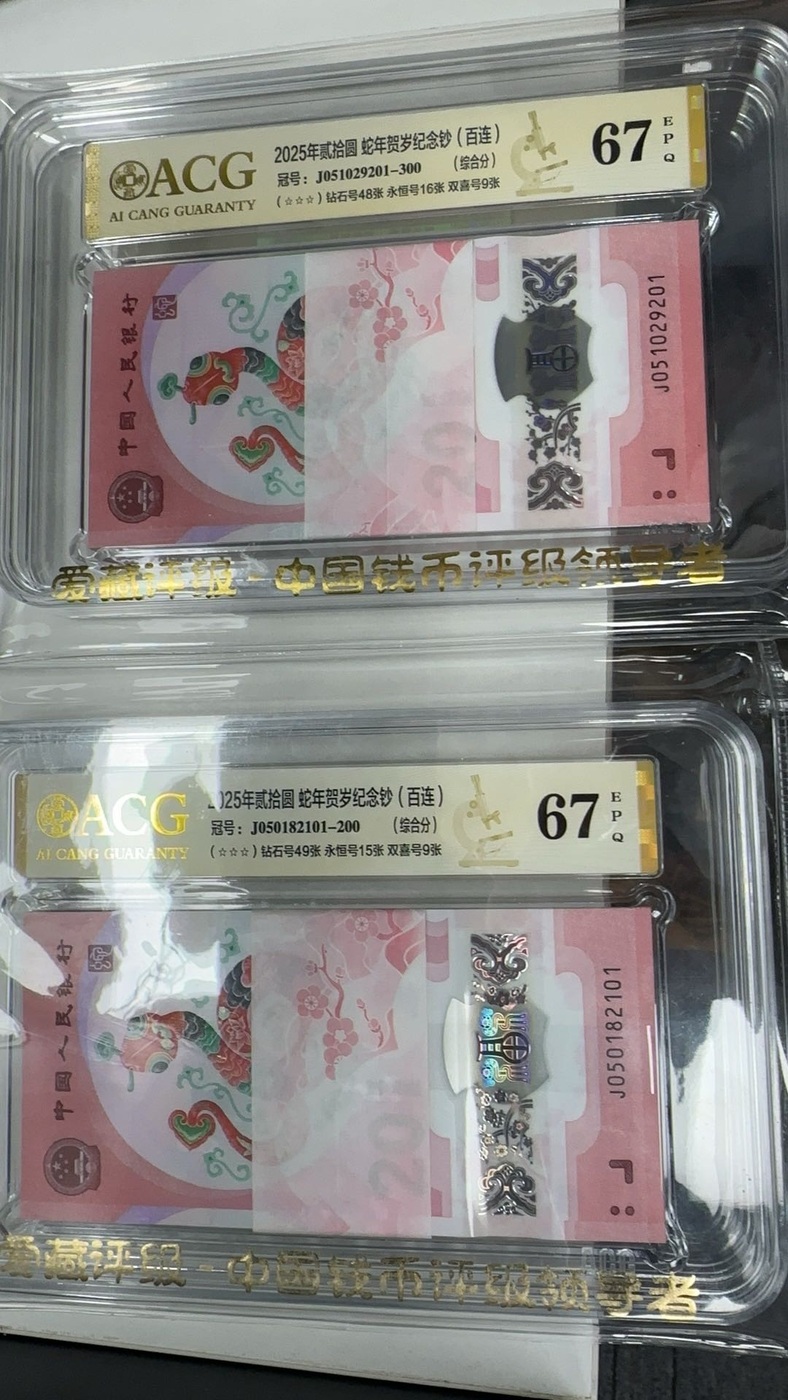 ACG
AI CANG GUARANTY
2025年贰拾圆 蛇年贺岁纪念钞(百连)
冠号: J051029201-300 (综合分)
(☆☆☆) 钻石号48张 永恒号16张 双喜号9张
67
EPQ
中国人民银行
20
J051029201
爱藏评级-中国钱币评级领导者
ACG
AI CANG GUARANTY
2025年贰拾圆 蛇年贺岁纪念钞(百连)
冠号: J050182101-200 (综合分)
(☆☆☆) 钻石号49张 永恒号15张 双喜号9张
67
EPQ
中国人民银行
20
J050182101
爱藏评级-中国钱币评级领导者